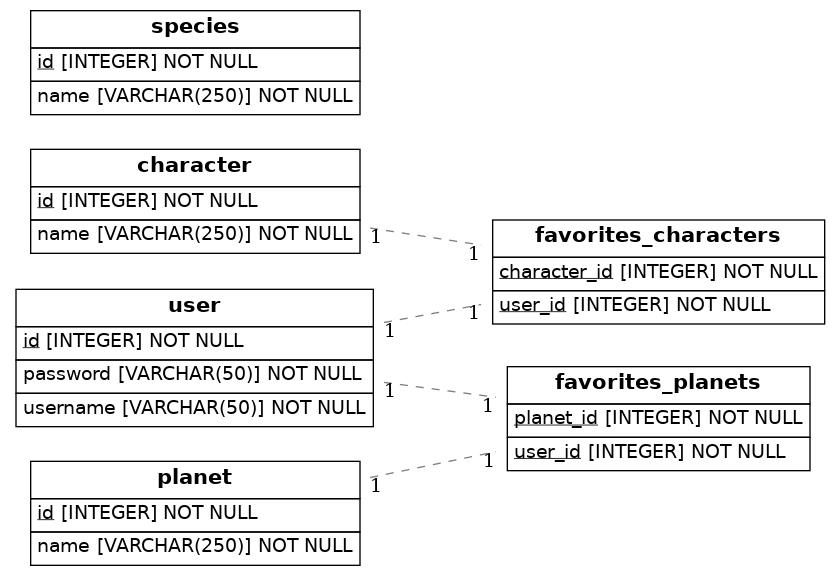 species
id [INTEGER] NOT NULL
name [VARCHAR(250)] NOT NULL
character
id [INTEGER] NOT NULL
name [VARCHAR(250)] NOT NULL
1
1
favorites_characters
character_id [INTEGER] NOT NULL
user_id [INTEGER] NOT NULL
user
id [INTEGER] NOT NULL
password [VARCHAR(50)] NOT NULL
username [VARCHAR(50)] NOT NULL
1
1
1
1
favorites_planets
planet_id [INTEGER] NOT NULL
user_id [INTEGER] NOT NULL
planet
id [INTEGER] NOT NULL
name [VARCHAR(250)] NOT NULL
1
1